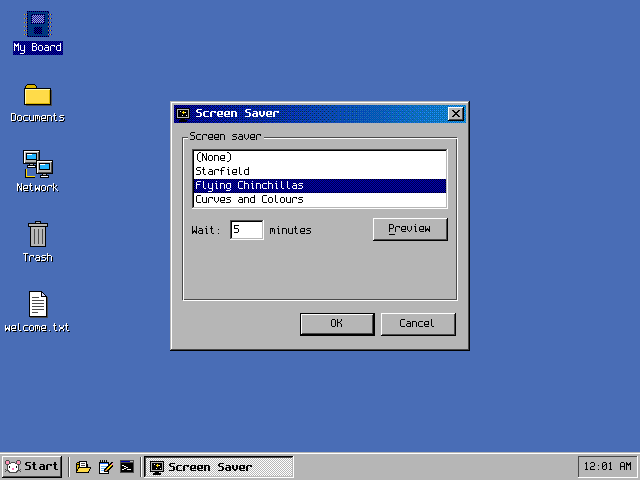 My Board
Documents
Network
Trash
welcome.txt
Screen Saver
Screen saver
(None)
Starfield
Flying Chinchillas
Curves and Colours
Wait: 5 minutes
Preview
OK
Cancel
Start
Screen Saver
12:01 AM